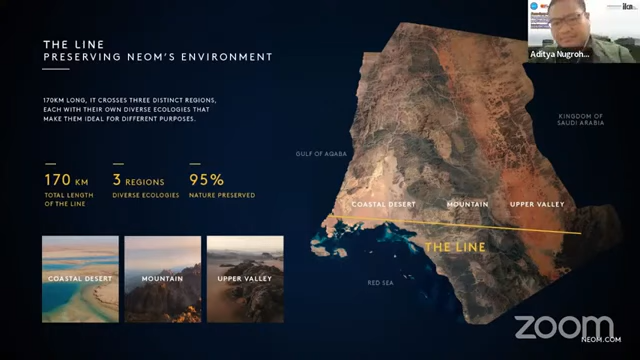 THE LINE
PRESERVING NEOM'S ENVIRONMENT
170KM LONG, IT CROSSES THREE DISTINCT REGIONS,
EACH WITH THEIR OWN DIVERSE ECOLOGIES THAT
MAKE THEM IDEAL FOR DIFFERENT PURPOSES.
170 KM
TOTAL LENGTH
OF THE LINE
3 REGIONS
DIVERSE ECOLOGIES
95%
NATURE PRESERVED
COASTAL DESERT
MOUNTAIN
UPPER VALLEY
GULF OF AQABA
KINGDOM OF
SAUDI ARABIA
COASTAL DESERT
MOUNTAIN
UPPER VALLEY
THE LINE
RED SEA
Aditya Nugroh...
zoom
NEOM.COM